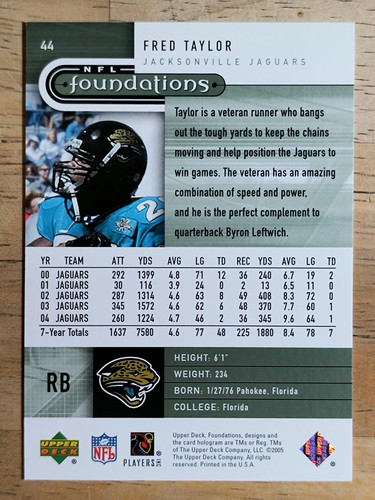 44
FRED TAYLOR
JACKSONVILLE JAGUARS
NFL
foundations
Taylor is a veteran runner who bangs
out the tough yards to keep the chains
moving and help position the Jaguars to
win games. The veteran has an amazing
combination of speed and power,
and he is the perfect complement to
quarterback Byron Leftwich.
YR TEAM ATT YDS AVG LG TD REC YDS AVG LG TD
00 JAGUARS 292 1399 4.8 71 12 36 240 6.7 19 2
01 JAGUARS 30 116 3.9 24 0 2 13 6.5 11 0
02 JAGUARS 287 1314 4.6 63 8 49 408 8.3 72 0
03 JAGUARS 345 1572 4.6 62 6 48 370 7.7 60 1
04 JAGUARS 260 1224 4.7 46 2 36 345 9.6 64 1
7-Year Totals 1637 7580 4.6 77 48 225 1880 8.4 78 7
RB
HEIGHT: 6'1"
WEIGHT: 234
BORN: 1/27/76 Pahokee, Florida
COLLEGE: Florida
UPPER DECK
NFL
PLAYERS INC
Upper Deck, Foundations, designs and
the card hologram are TMs or Reg. TMs
of The Upper Deck Company, LLC. ©2005
The Upper Deck Company. All rights
reserved. Printed in the U.S.A.